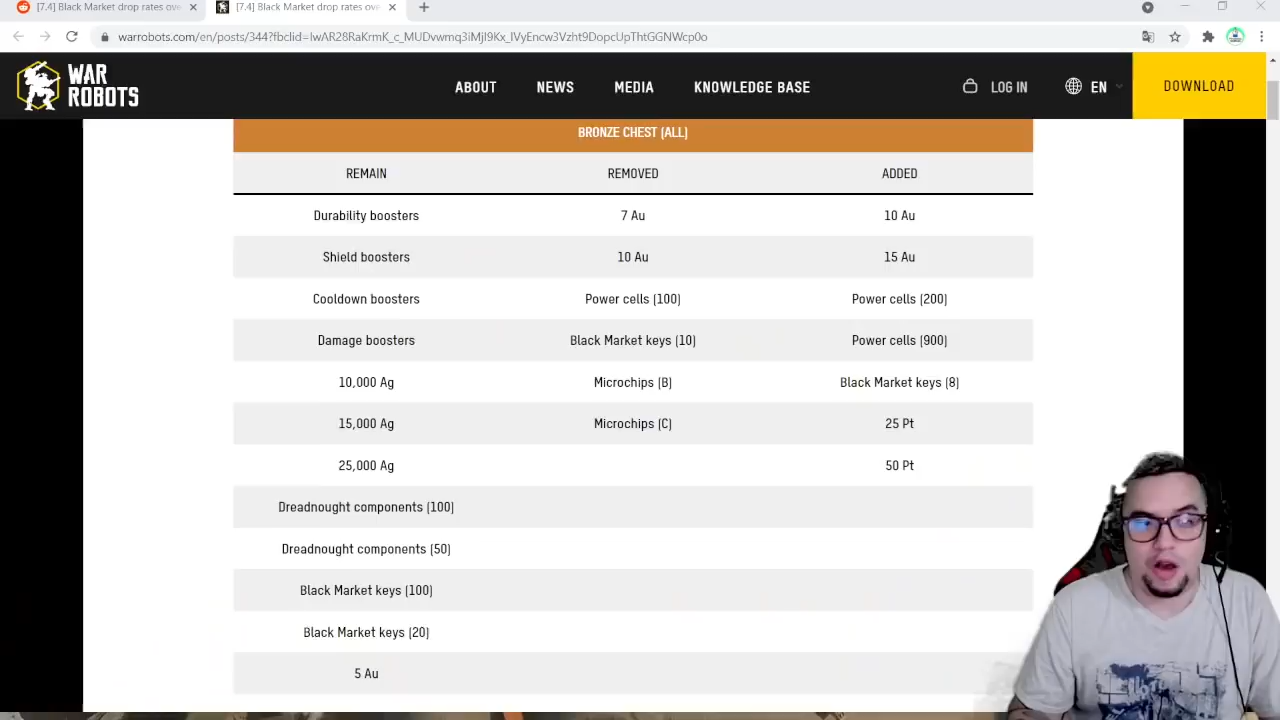 [7.4] Black Market drop rates ove
[7.4] Black Market drop rates ove
warrobots.com/en/posts/344?fbclid=IwAR28RaKrmK_c_MUDvwmq3iMjI9Kx_IVyEncw3Vzht9DopcUpThtGGNWcp0o
WAR
ROBOTS
ABOUT
NEWS
MEDIA
KNOWLEDGE BASE
LOG IN
EN
DOWNLOAD
BRONZE CHEST (ALL)
REMAIN REMOVED ADDED
Durability boosters 7 Au 10 Au
Shield boosters 10 Au 15 Au
Cooldown boosters Power cells (100) Power cells (200)
Damage boosters Black Market keys (10) Power cells (900)
10,000 Ag Microchips (B) Black Market keys (8)
15,000 Ag Microchips (C) 25 Pt
25,000 Ag 50 Pt
Dreadnought components (100)
Dreadnought components (50)
Black Market keys (100)
Black Market keys (20)
5 Au